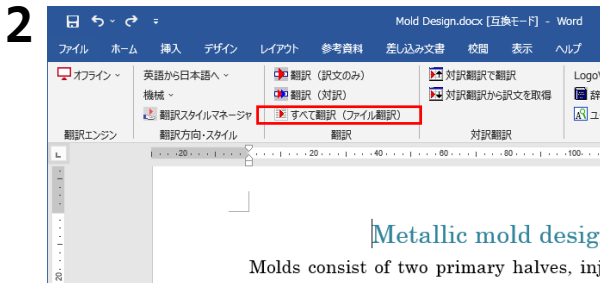 2
Mold Design.docx [互換モード] - Word
ファイル ホーム 挿入 デザイン レイアウト 参考資料 差し込み文書 校閲 表示 ヘルプ
オフライン 英語から日本語へ 翻訳（訳文のみ） 対訳翻訳で翻訳
機械 翻訳（対訳） 対訳翻訳から訳文を取得
翻訳スタイルマネージャ すべて翻訳（ファイル翻訳）
翻訳エンジン 翻訳方向・スタイル 翻訳 対訳翻訳
20 20 40 60 80 100
20
Metallic mold desig
Molds consist of two primary halves, inj